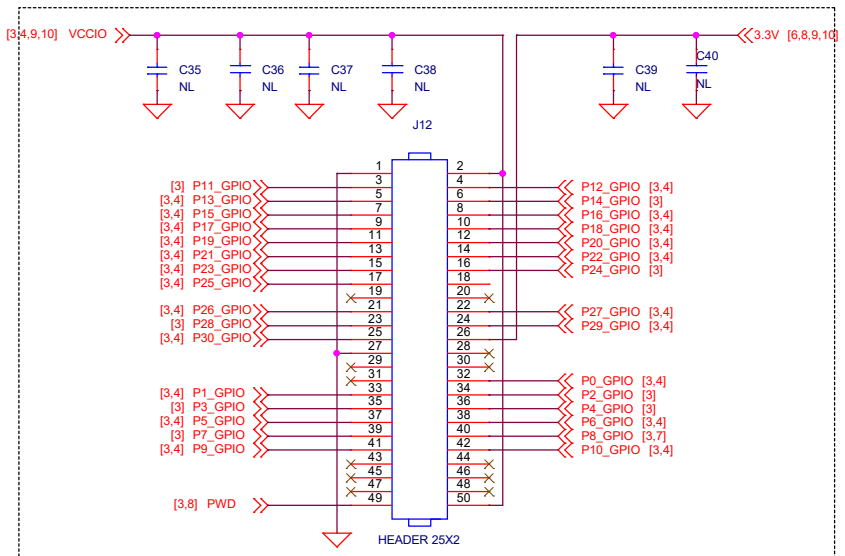 [3,4,9,10] VCCIO
3.3V [6,8,9,10]
C35 NL
C36 NL
C37 NL
C38 NL
C39 NL
C40 NL
J12
1 2
[3] P11_GPIO 3 4 P12_GPIO [3,4]
[3,4] P13_GPIO 5 6 P14_GPIO [3]
[3,4] P15_GPIO 7 8 P16_GPIO [3,4]
[3,4] P17_GPIO 9 10 P18_GPIO [3,4]
[3,4] P19_GPIO 11 12 P20_GPIO [3,4]
[3,4] P21_GPIO 13 14 P22_GPIO [3,4]
[3,4] P23_GPIO 15 16 P24_GPIO [3]
[3,4] P25_GPIO 17 18
19 20
[3,4] P26_GPIO 21 22 P27_GPIO [3,4]
[3] P28_GPIO 23 24 P29_GPIO [3,4]
[3,4] P30_GPIO 25 26
27 28
29 30
31 32 P0_GPIO [3,4]
[3,4] P1_GPIO 33 34 P2_GPIO [3]
[3] P3_GPIO 35 36 P4_GPIO [3]
[3,4] P5_GPIO 37 38 P6_GPIO [3,4]
[3] P7_GPIO 39 40 P8_GPIO [3,7]
[3,4] P9_GPIO 41 42 P10_GPIO [3,4]
43 44
45 46
47 48
[3,8] PWD 49 50
HEADER 25X2